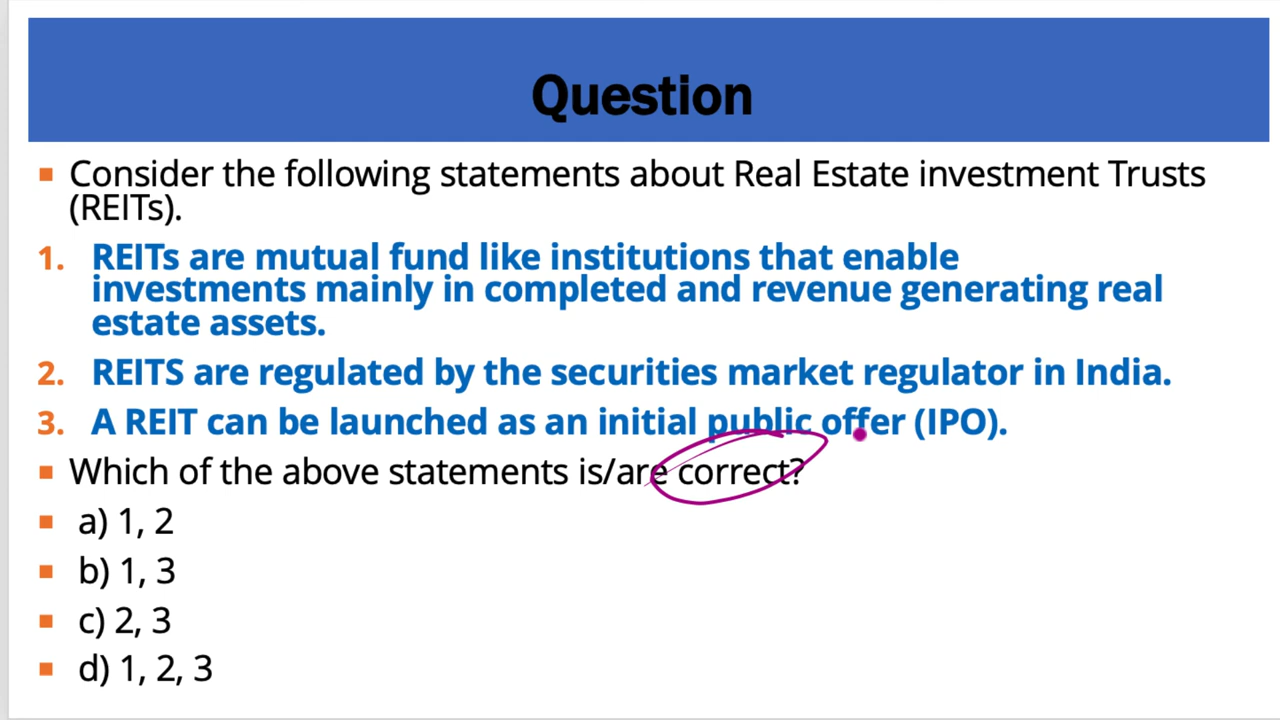 Question
Consider the following statements about Real Estate investment Trusts
(REITs).
1. REITs are mutual fund like institutions that enable
investments mainly in completed and revenue generating real
estate assets.
2. REITS are regulated by the securities market regulator in India.
3. A REIT can be launched as an initial public offer (IPO).
Which of the above statements is/are correct?
a) 1, 2
b) 1, 3
c) 2, 3
d) 1, 2, 3